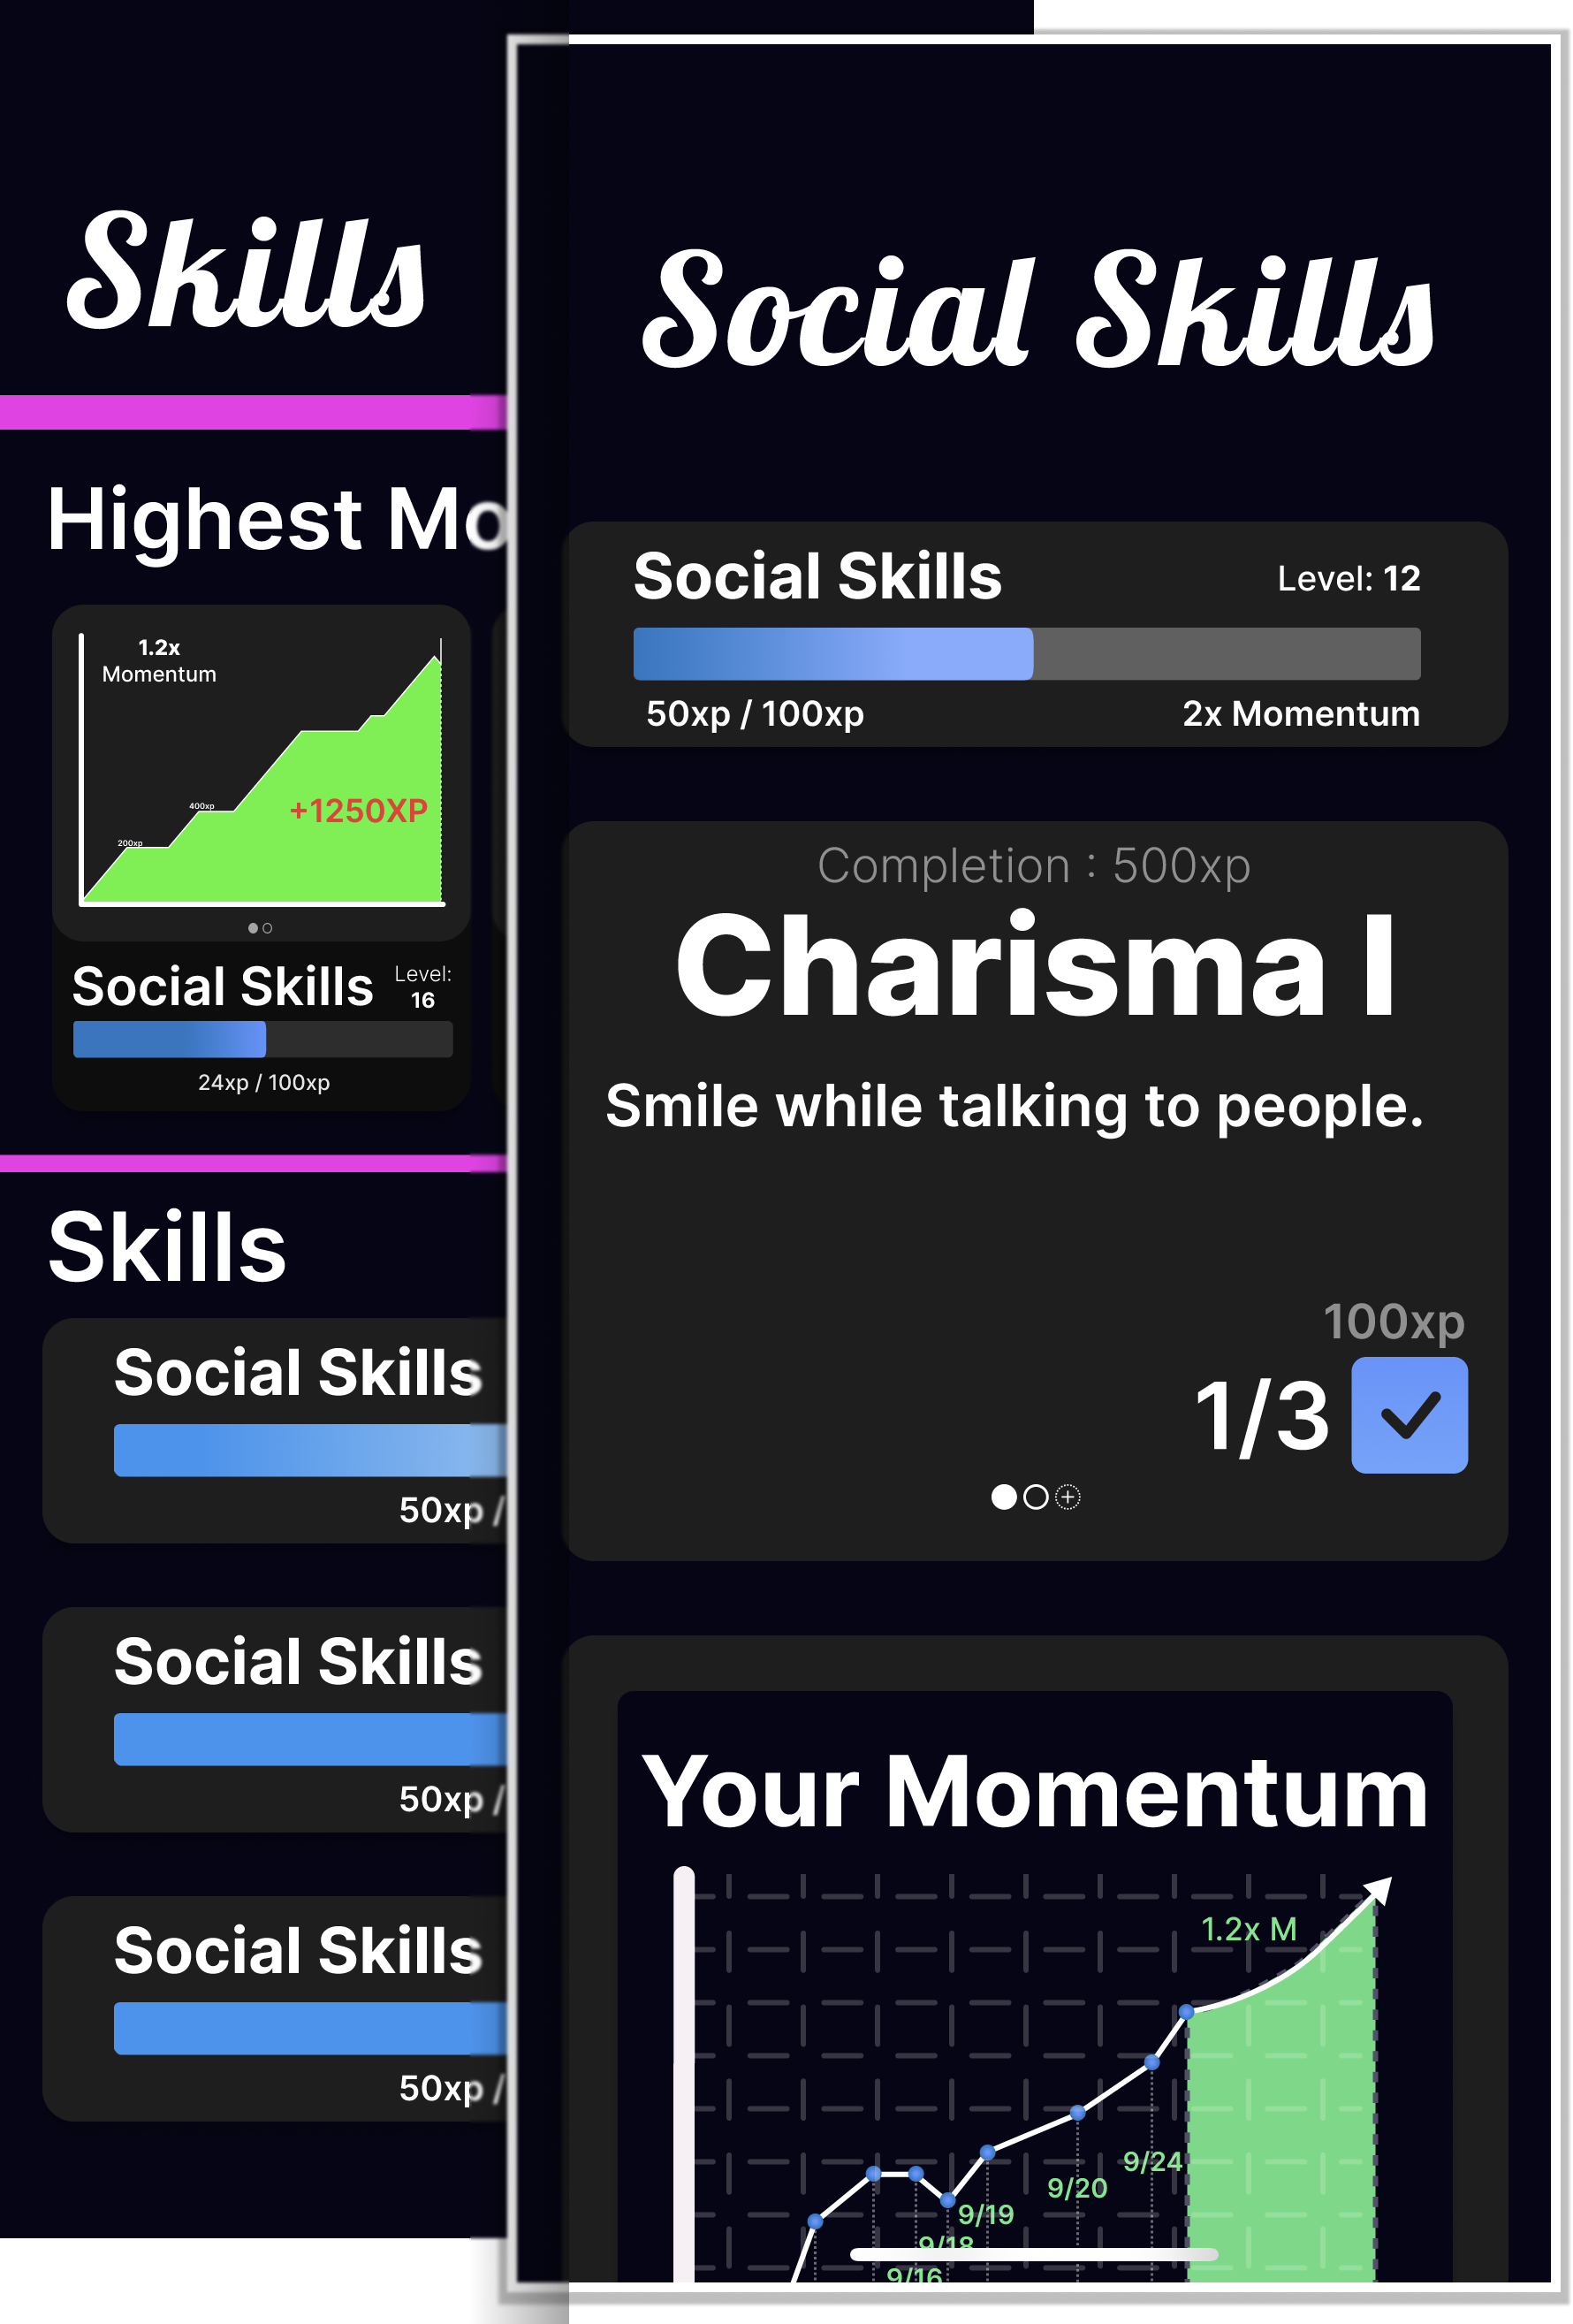 Skills
Highest Mo
1.2x
Momentum
400xp
200xp
+1250XP
Social Skills
Level:
16
24xp / 100xp
Skills
Social Skills
50xp /
Social Skills
50xp /
Social Skills
50xp /
Social Skills
Social Skills
Level: 12
50xp / 100xp
2x Momentum
Completion : 500xp
Charisma I
Smile while talking to people.
100xp
1/3
Your Momentum
1.2x M
9/24
9/20
9/19
9/18
9/16